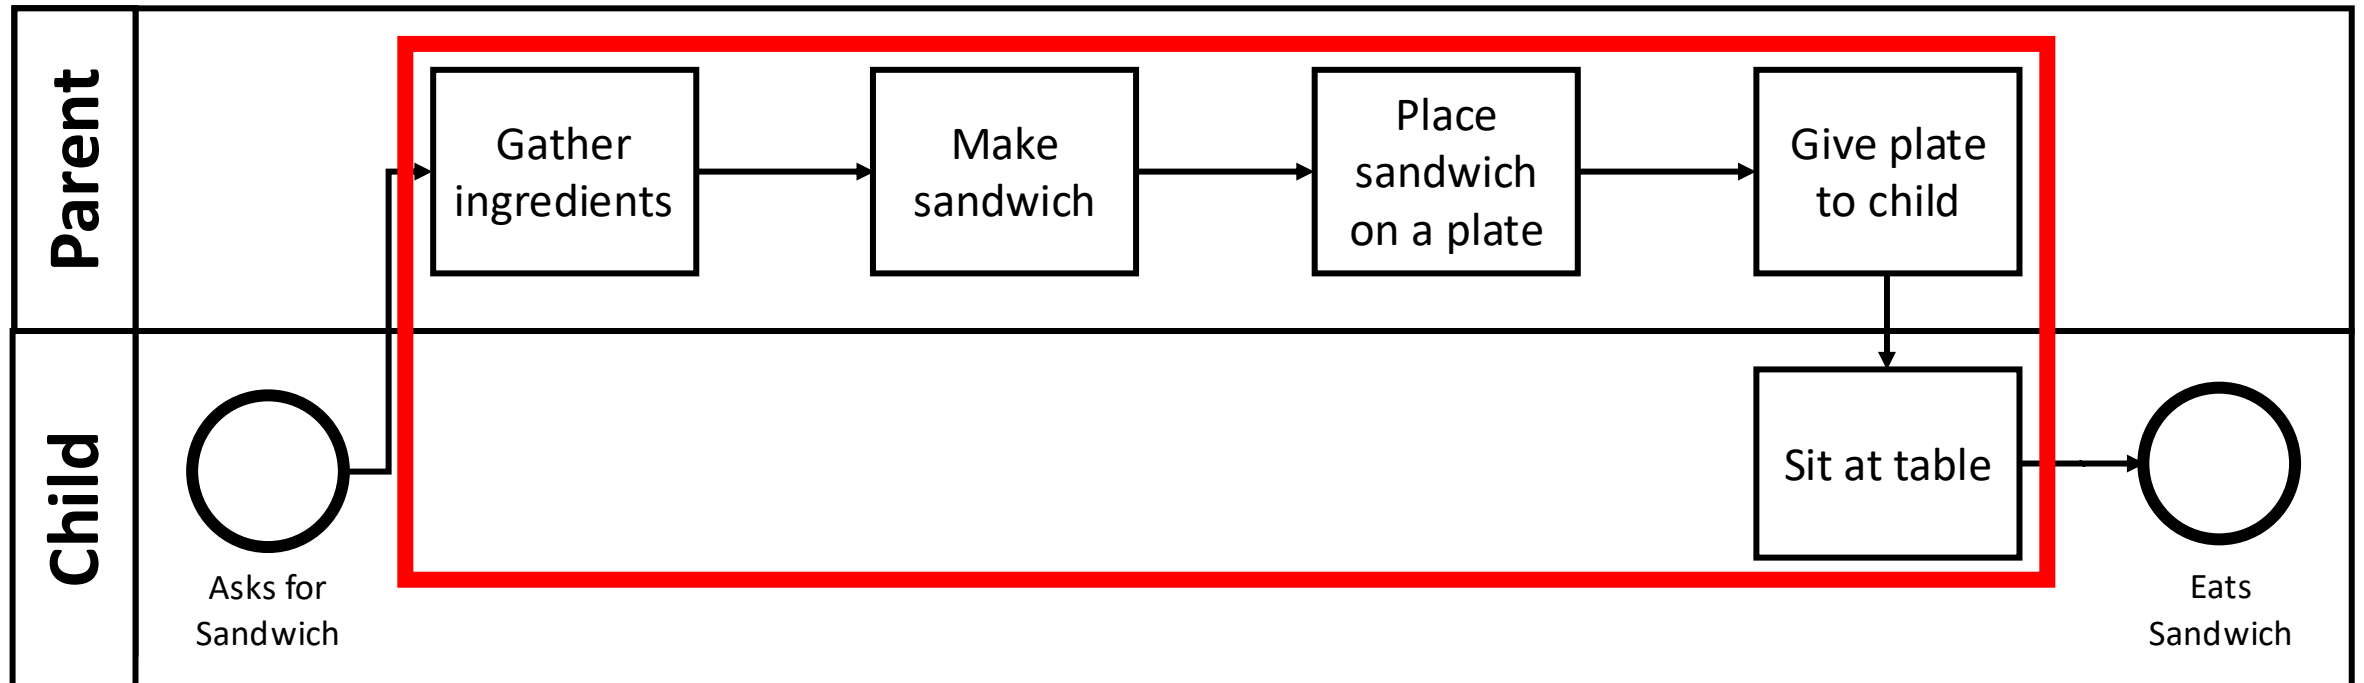 Parent
Gather
ingredients
Make
sandwich
Place
sandwich
on a plate
Give plate
to child
Child
Asks for
Sandwich
Sit at table
Eats
Sandwich